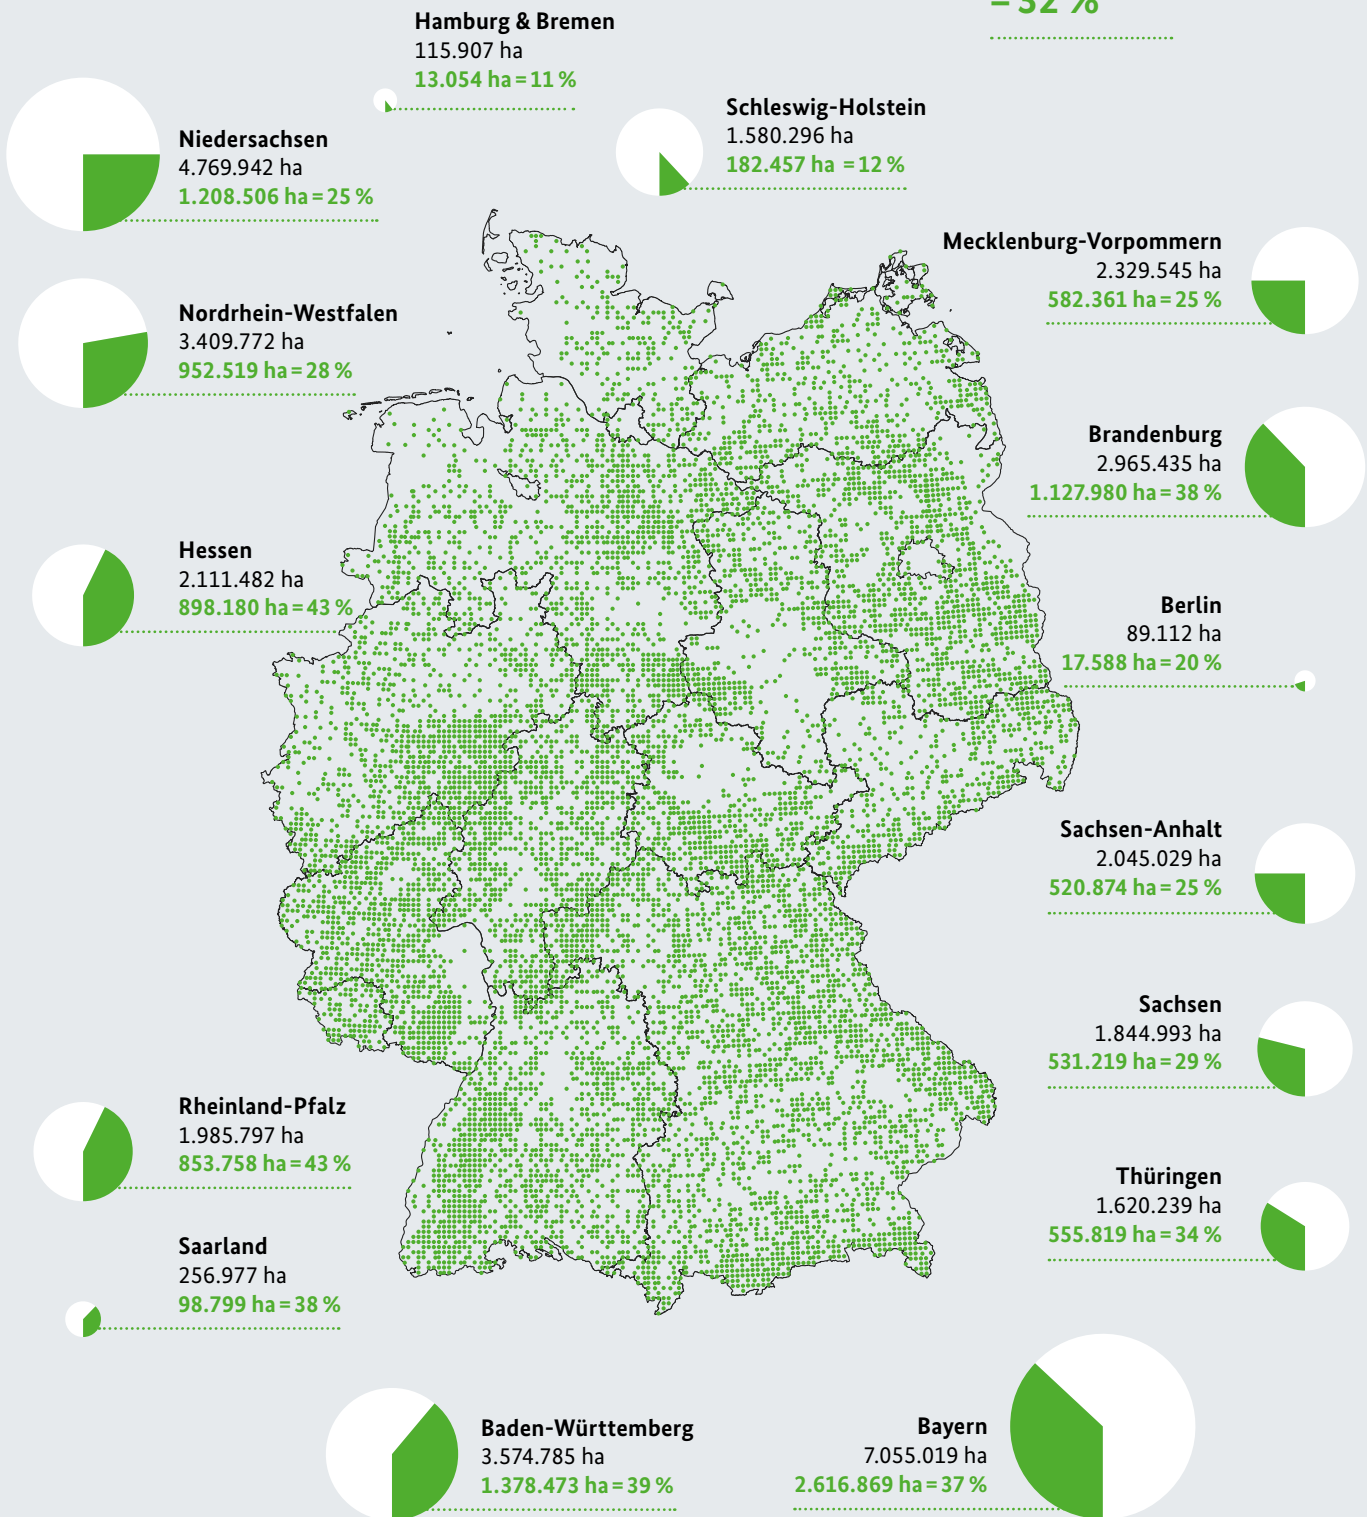 = 32 %
Hamburg & Bremen
115.907 ha
13.054 ha = 11 %
Niedersachsen
4.769.942 ha
1.208.506 ha = 25 %
Schleswig-Holstein
1.580.296 ha
182.457 ha = 12 %
Mecklenburg-Vorpommern
2.329.545 ha
582.361 ha = 25 %
Nordrhein-Westfalen
3.409.772 ha
952.519 ha = 28 %
Brandenburg
2.965.435 ha
1.127.980 ha = 38 %
Hessen
2.111.482 ha
898.180 ha = 43 %
Berlin
89.112 ha
17.588 ha = 20 %
Sachsen-Anhalt
2.045.029 ha
520.874 ha = 25 %
Sachsen
1.844.993 ha
531.219 ha = 29 %
Rheinland-Pfalz
1.985.797 ha
853.758 ha = 43 %
Thüringen
1.620.239 ha
555.819 ha = 34 %
Saarland
256.977 ha
98.799 ha = 38 %
Baden-Württemberg
3.574.785 ha
1.378.473 ha = 39 %
Bayern
7.055.019 ha
2.616.869 ha = 37 %